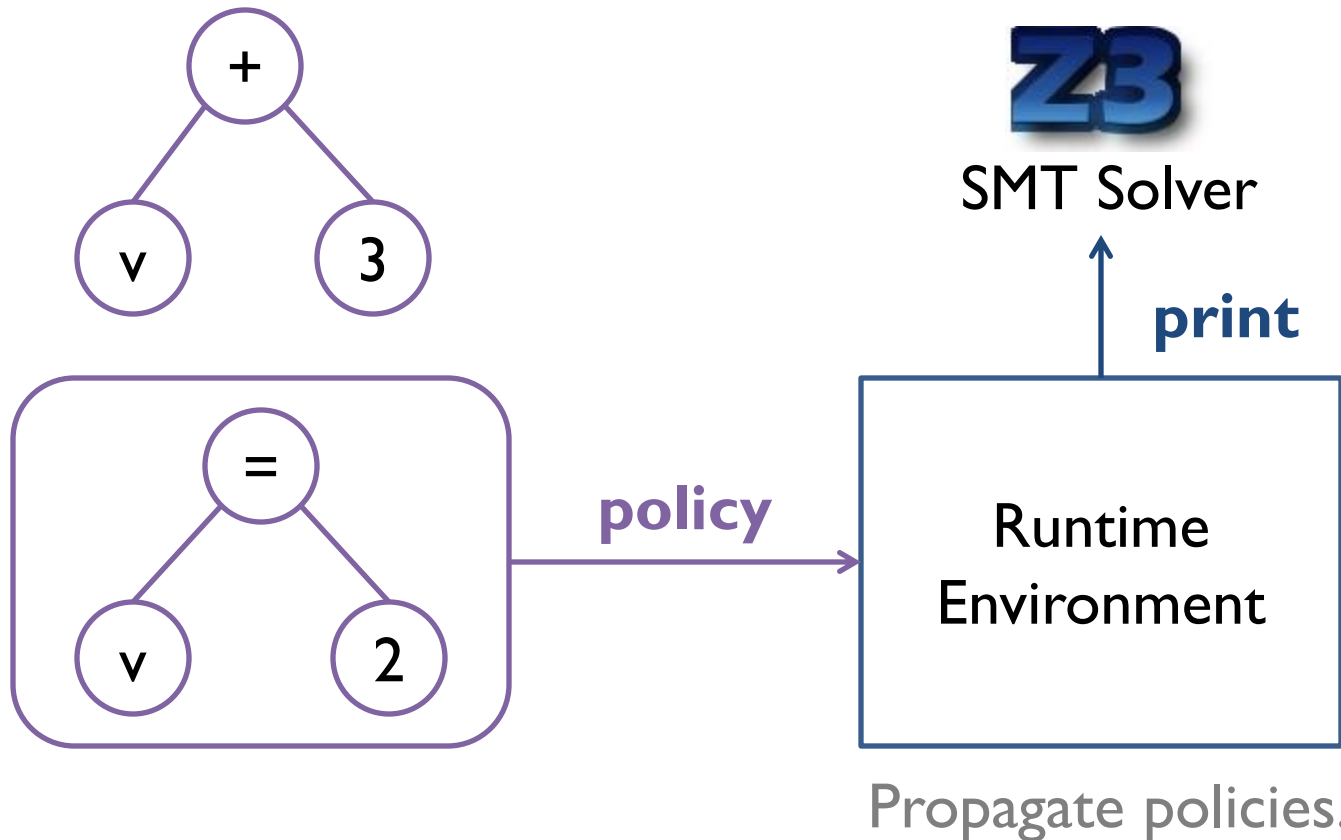 +
v
3
Z3
SMT Solver
print
=
v
2
policy
Runtime
Environment
Propagate policies.